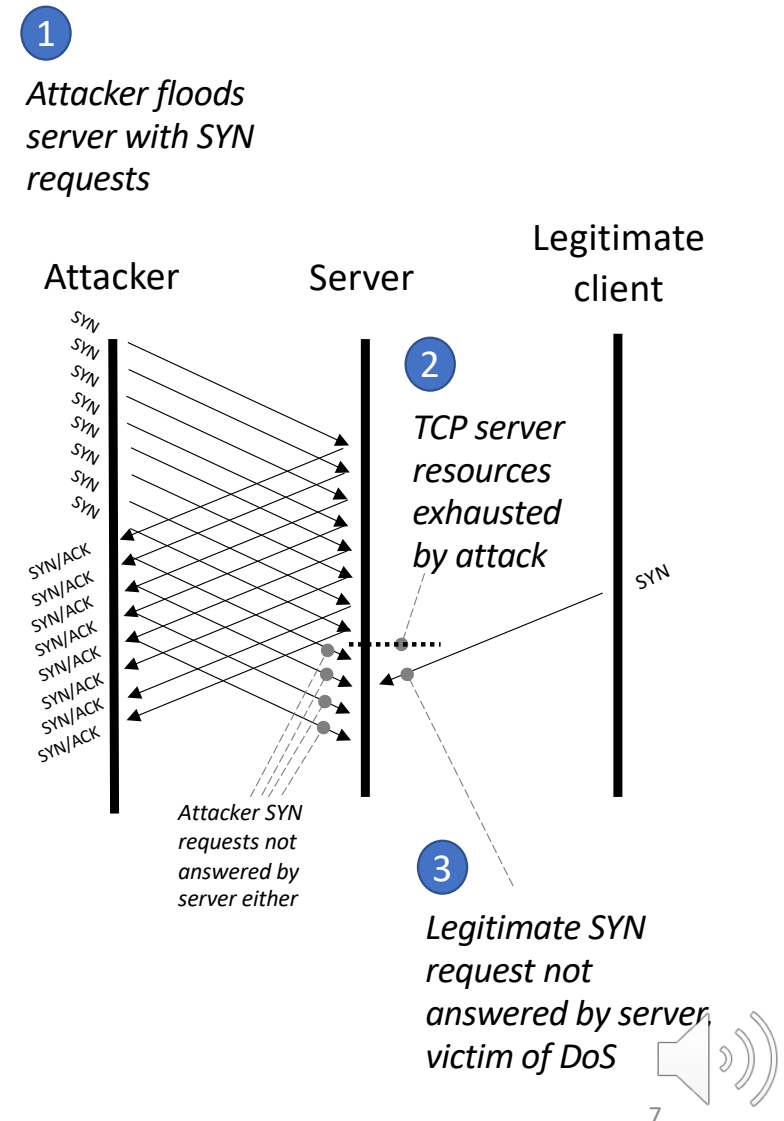 1
Attacker floods
server with SYN
requests
Attacker
Server
Legitimate
client
SYN
SYN
SYN
SYN
SYN
SYN
SYN
SYN
2
TCP server
resources
exhausted
by attack
SYN
SYN/ACK
SYN/ACK
SYN/ACK
SYN/ACK
SYN/ACK
SYN/ACK
SYN/ACK
SYN/ACK
Attacker SYN
requests not
answered by
server either
3
Legitimate SYN
request not
answered by server,
victim of DoS
7